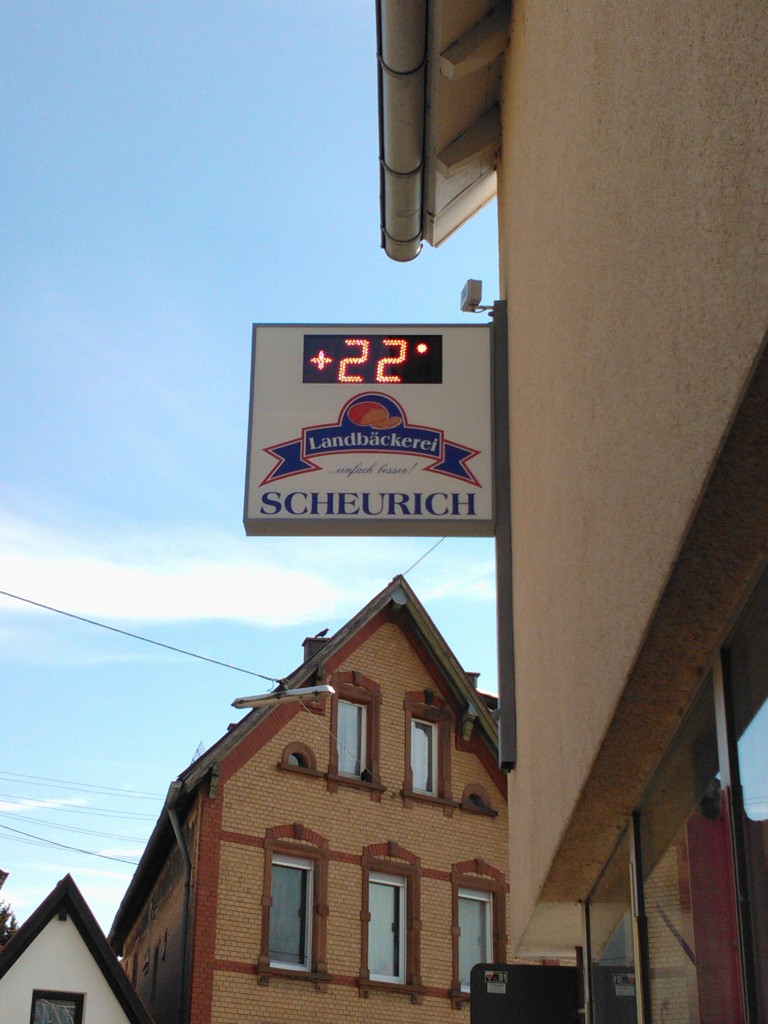 +22°
Landbäckerei
...einfach besser!
SCHEURICH